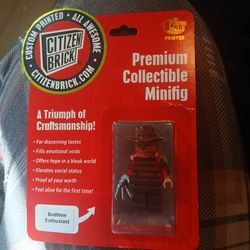 CUSTOM PRINTED • ALL AWESOME
CITIZEN
BRICK
CITIZENBRICK.COM
PAD
PRINTED
Premium
Collectible
Minifig
A Triumph of
Craftsmanship!
• For discerning tastes
• Fills emotional voids
• Offers hope in a bleak world
• Elevates social status
• Proof of your worth
• Feel alive for the first time!
Bedtime
Enthusiast